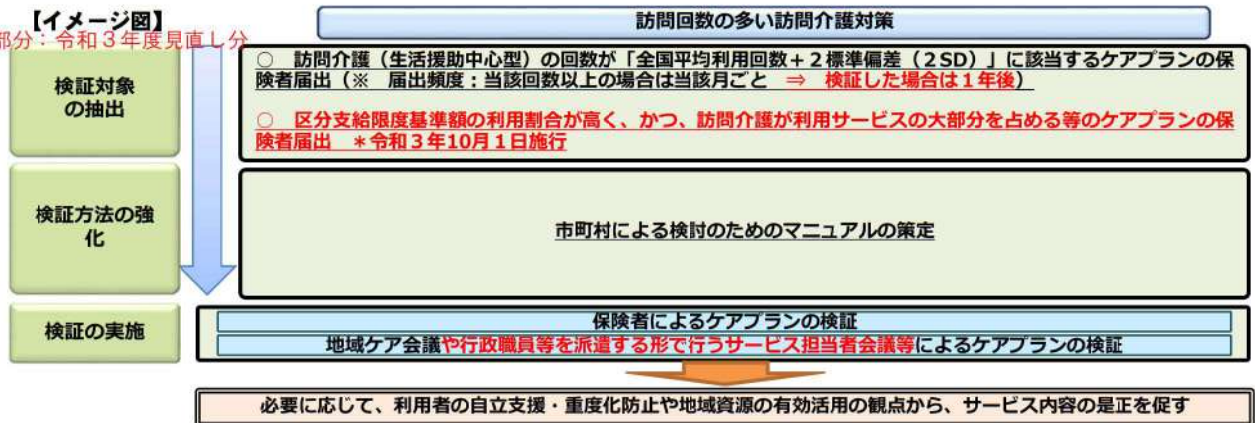 【イメージ図】
部分：令和３年度見直し分
訪問回数の多い訪問介護対策
検証対象
の抽出
○　訪問介護（生活援助中心型）の回数が「全国平均利用回数＋２標準偏差（２SD）」に該当するケアプランの保
険者届出（※　届出頻度：当該回数以上の場合は当該月ごと　⇒　検証した場合は１年後）
○　区分支給限度基準額の利用割合が高く、かつ、訪問介護が利用サービスの大部分を占める等のケアプランの保
険者届出　＊令和３年10月１日施行
検証方法の強
化
市町村による検討のためのマニュアルの策定
検証の実施
保険者によるケアプランの検証
地域ケア会議や行政職員等を派遣する形で行うサービス担当者会議等によるケアプランの検証
必要に応じて、利用者の自立支援・重度化防止や地域資源の有効活用の観点から、サービス内容の是正を促す